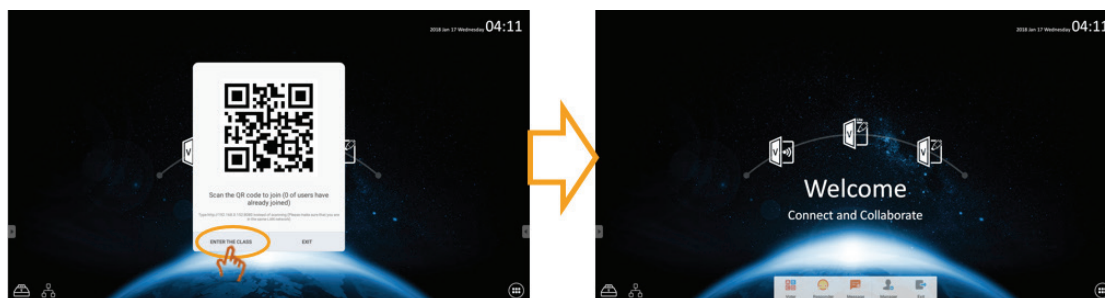 2018 Jan 17 Wednesday 04:11
Scan the QR code to join (0 of users have
already joined)
ENTER THE CLASS
EXIT
2018 Jan 17 Wednesday 04:11
Welcome
Connect and Collaborate
Exit